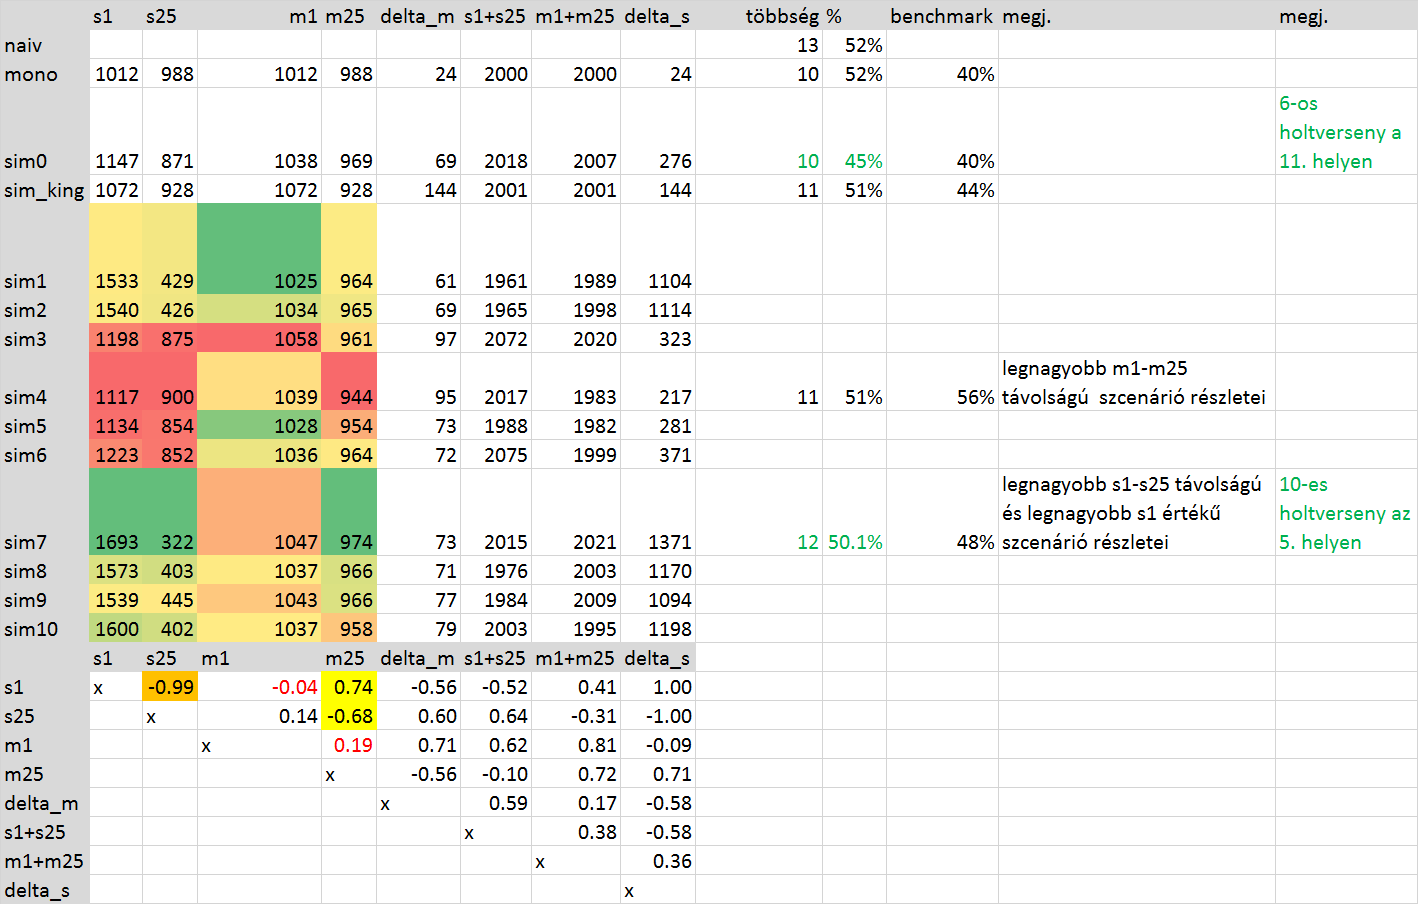 s1 s25 m1 m25 delta_m s1+s25 m1+m25 delta_s többség % benchmark megj. megj.
naiv 13 52%
mono 1012 988 1012 988 24 2000 2000 24 10 52% 40%
6-os
holtverseny a
sim0 1147 871 1038 969 69 2018 2007 276 10 45% 40% 11. helyen
sim_king 1072 928 1072 928 144 2001 2001 144 11 51% 44%
sim1 1533 429 1025 964 61 1961 1989 1104
sim2 1540 426 1034 965 69 1965 1998 1114
sim3 1198 875 1058 961 97 2072 2020 323
legnagyobb m1-m25
sim4 1117 900 1039 944 95 2017 1983 217 11 51% 56% távolságú szcenárió részletei
sim5 1134 854 1028 954 73 1988 1982 281
sim6 1223 852 1036 964 72 2075 1999 371
legnagyobb s1-s25 távolságú 10-es
és legnagyobb s1 értékű holtverseny az
sim7 1693 322 1047 974 73 2015 2021 1371 12 50.1% 48% szcenárió részletei 5. helyen
sim8 1573 403 1037 966 71 1976 2003 1170
sim9 1539 445 1043 966 77 1984 2009 1094
sim10 1600 402 1037 958 79 2003 1995 1198
s1 s25 m1 m25 delta_m s1+s25 m1+m25 delta_s
s1 x -0.99 -0.04 0.74 -0.56 -0.52 0.41 1.00
s25 x 0.14 -0.68 0.60 0.64 -0.31 -1.00
m1 x 0.19 0.71 0.62 0.81 -0.09
m25 x -0.56 -0.10 0.72 0.71
delta_m x 0.59 0.17 -0.58
s1+s25 x 0.38 -0.58
m1+m25 x 0.36
delta_s x